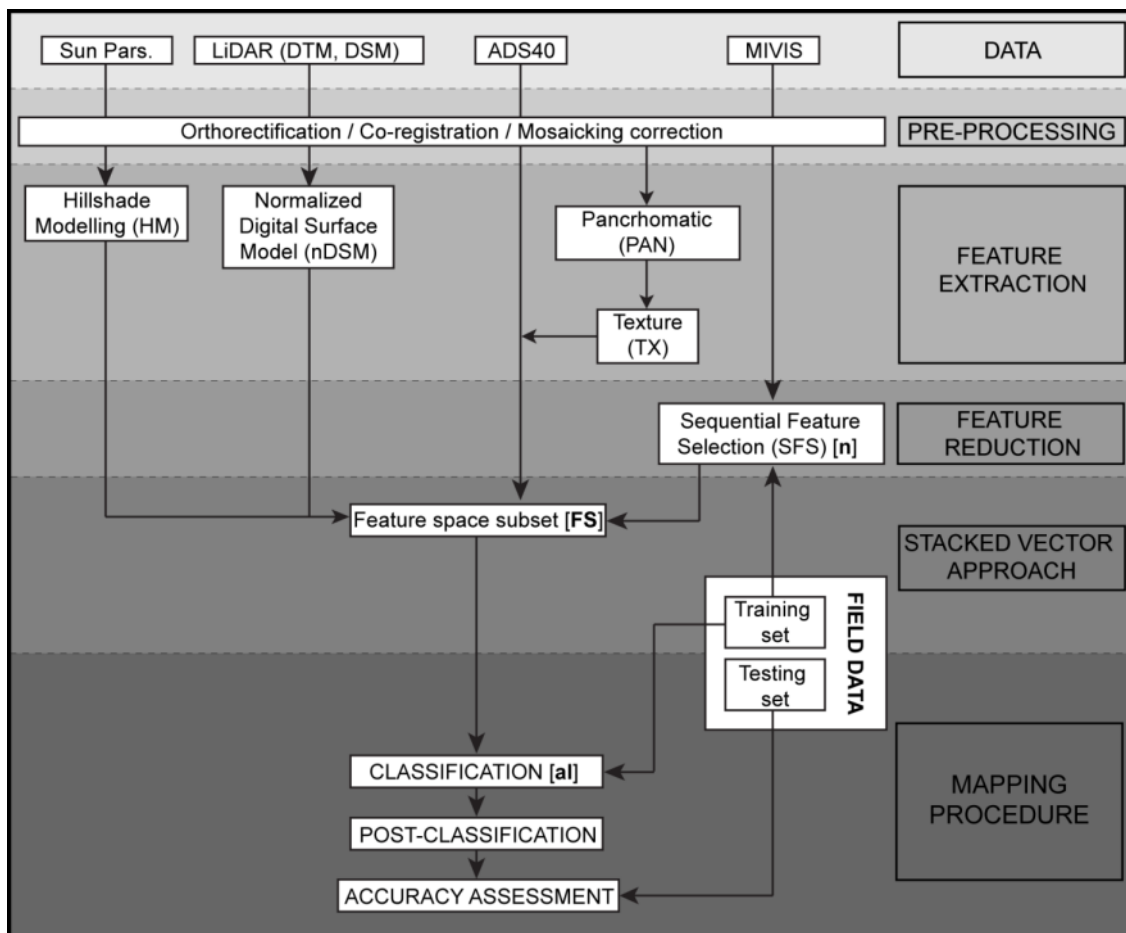 Sun Pars.
LiDAR (DTM, DSM)
ADS40
MIVIS
DATA
Orthorectification / Co-registration / Mosaicking correction
PRE-PROCESSING
Hillshade
Modelling (HM)
Normalized
Digital Surface
Model (nDSM)
Pancrhomatic
(PAN)
Texture
(TX)
FEATURE
EXTRACTION
Sequential Feature
Selection (SFS) [n]
FEATURE
REDUCTION
Feature space subset [FS]
STACKED VECTOR
APPROACH
Training
set
Testing
set
FIELD DATA
CLASSIFICATION [al]
POST-CLASSIFICATION
ACCURACY ASSESSMENT
MAPPING
PROCEDURE